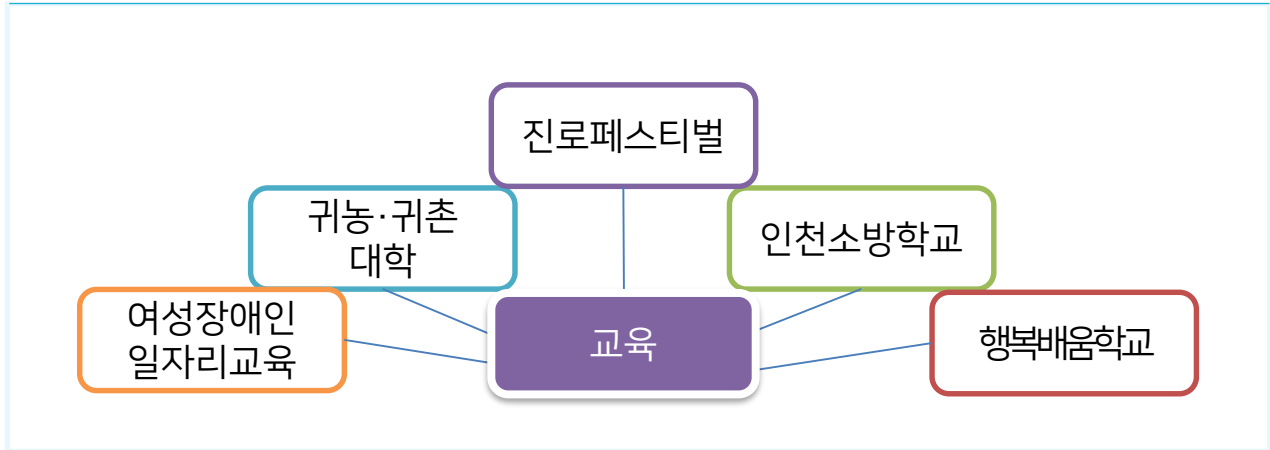 진로페스티벌
귀농·귀촌
대학
인천소방학교
여성장애인
일자리교육
교육
행복배움학교